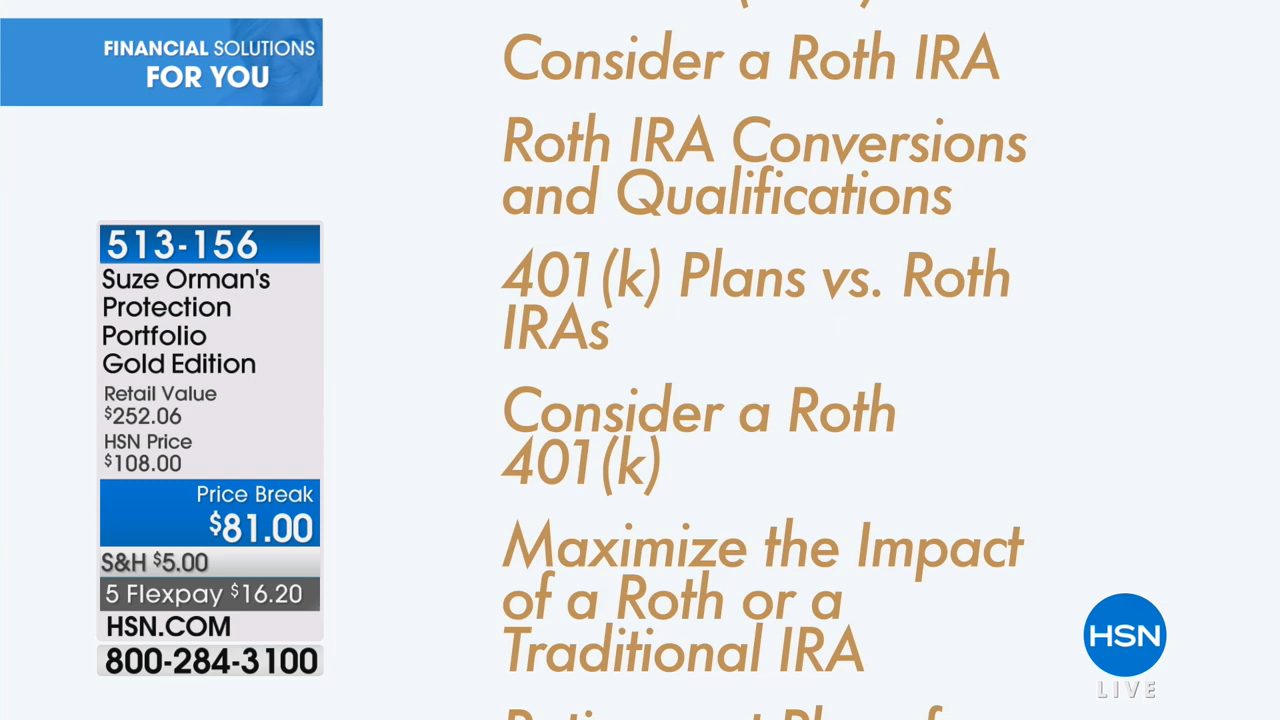 FINANCIAL SOLUTIONS
FOR YOU
513-156
Suze Orman's
Protection
Portfolio
Gold Edition
Retail Value
$252.06
HSN Price
$108.00
Price Break
$81.00
S&H $5.00
5 Flexpay $16.20
HSN.COM
800-284-3100
Consider a Roth IRA
Roth IRA Conversions
and Qualifications
401(k) Plans vs. Roth
IRAs
Consider a Roth
401(k)
Maximize the Impact
of a Roth or a
Traditional IRA
HSN
LIVE